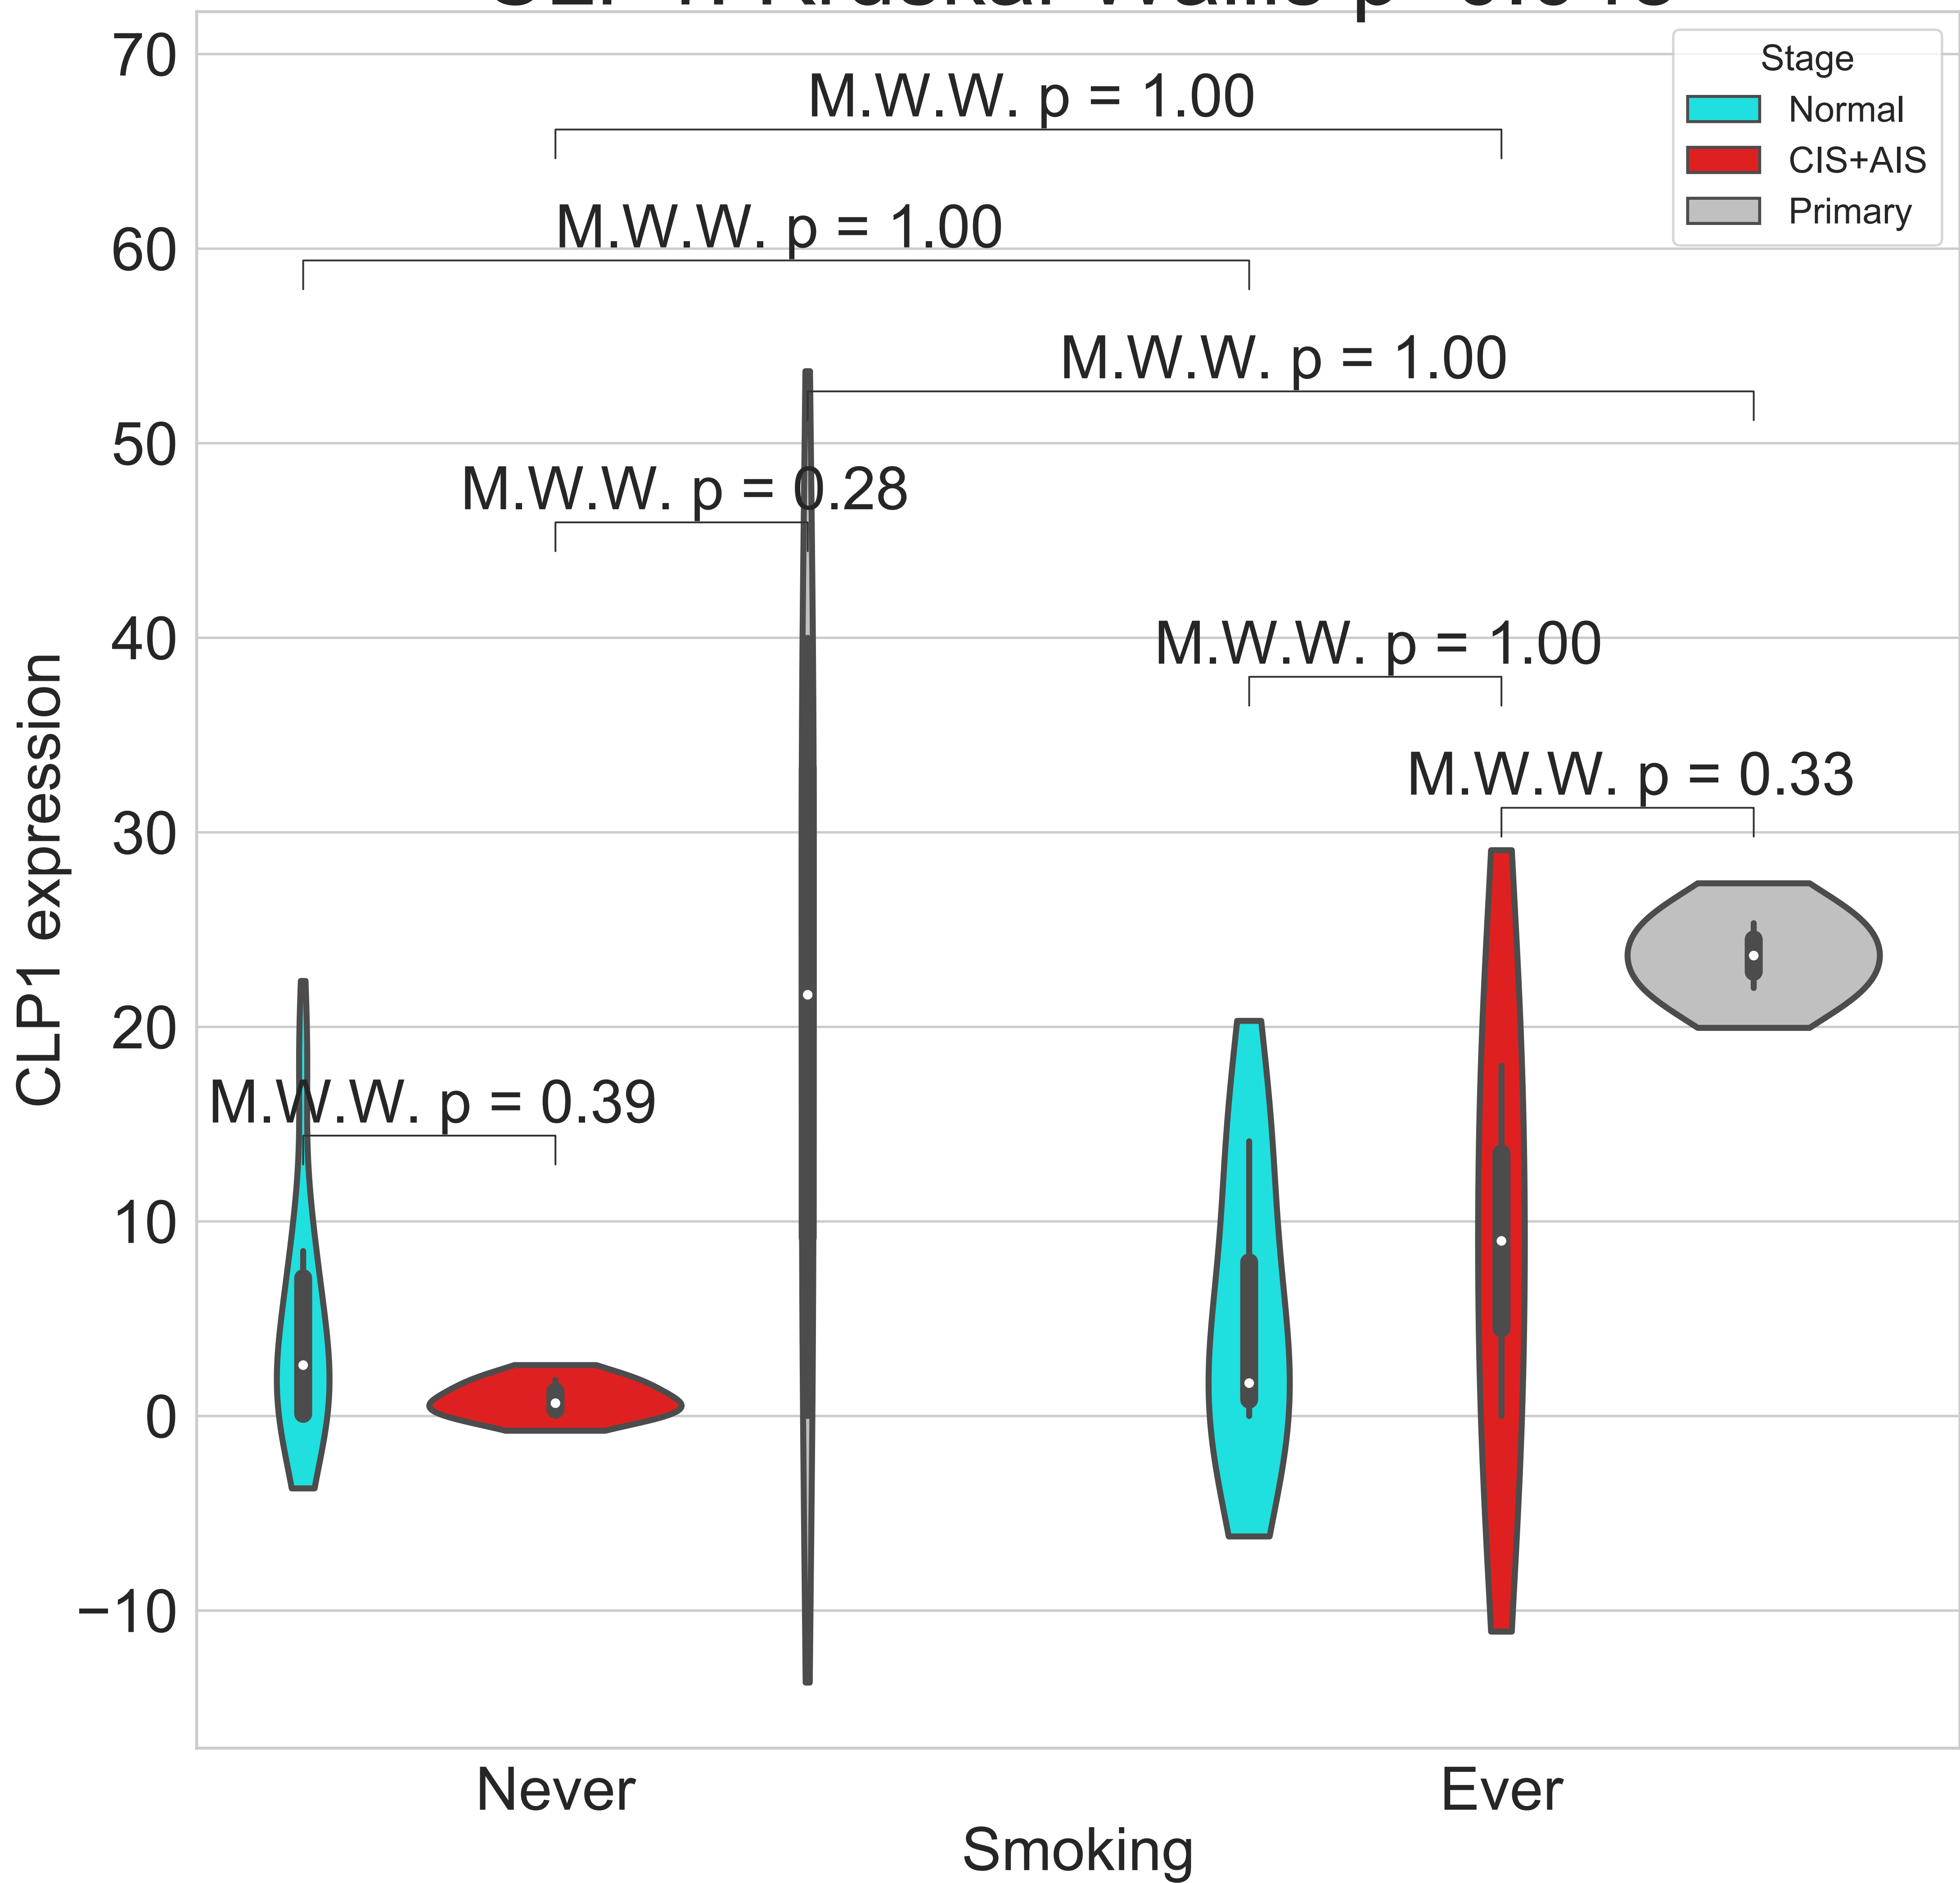 70
60
50
40
30
20
10
0
−10
CLP1 expression
M.W.W. p = 1.00
M.W.W. p = 1.00
M.W.W. p = 1.00
M.W.W. p = 0.28
M.W.W. p = 1.00
M.W.W. p = 0.33
M.W.W. p = 0.39
Stage
Normal
CIS+AIS
Primary
Never
Ever
Smoking